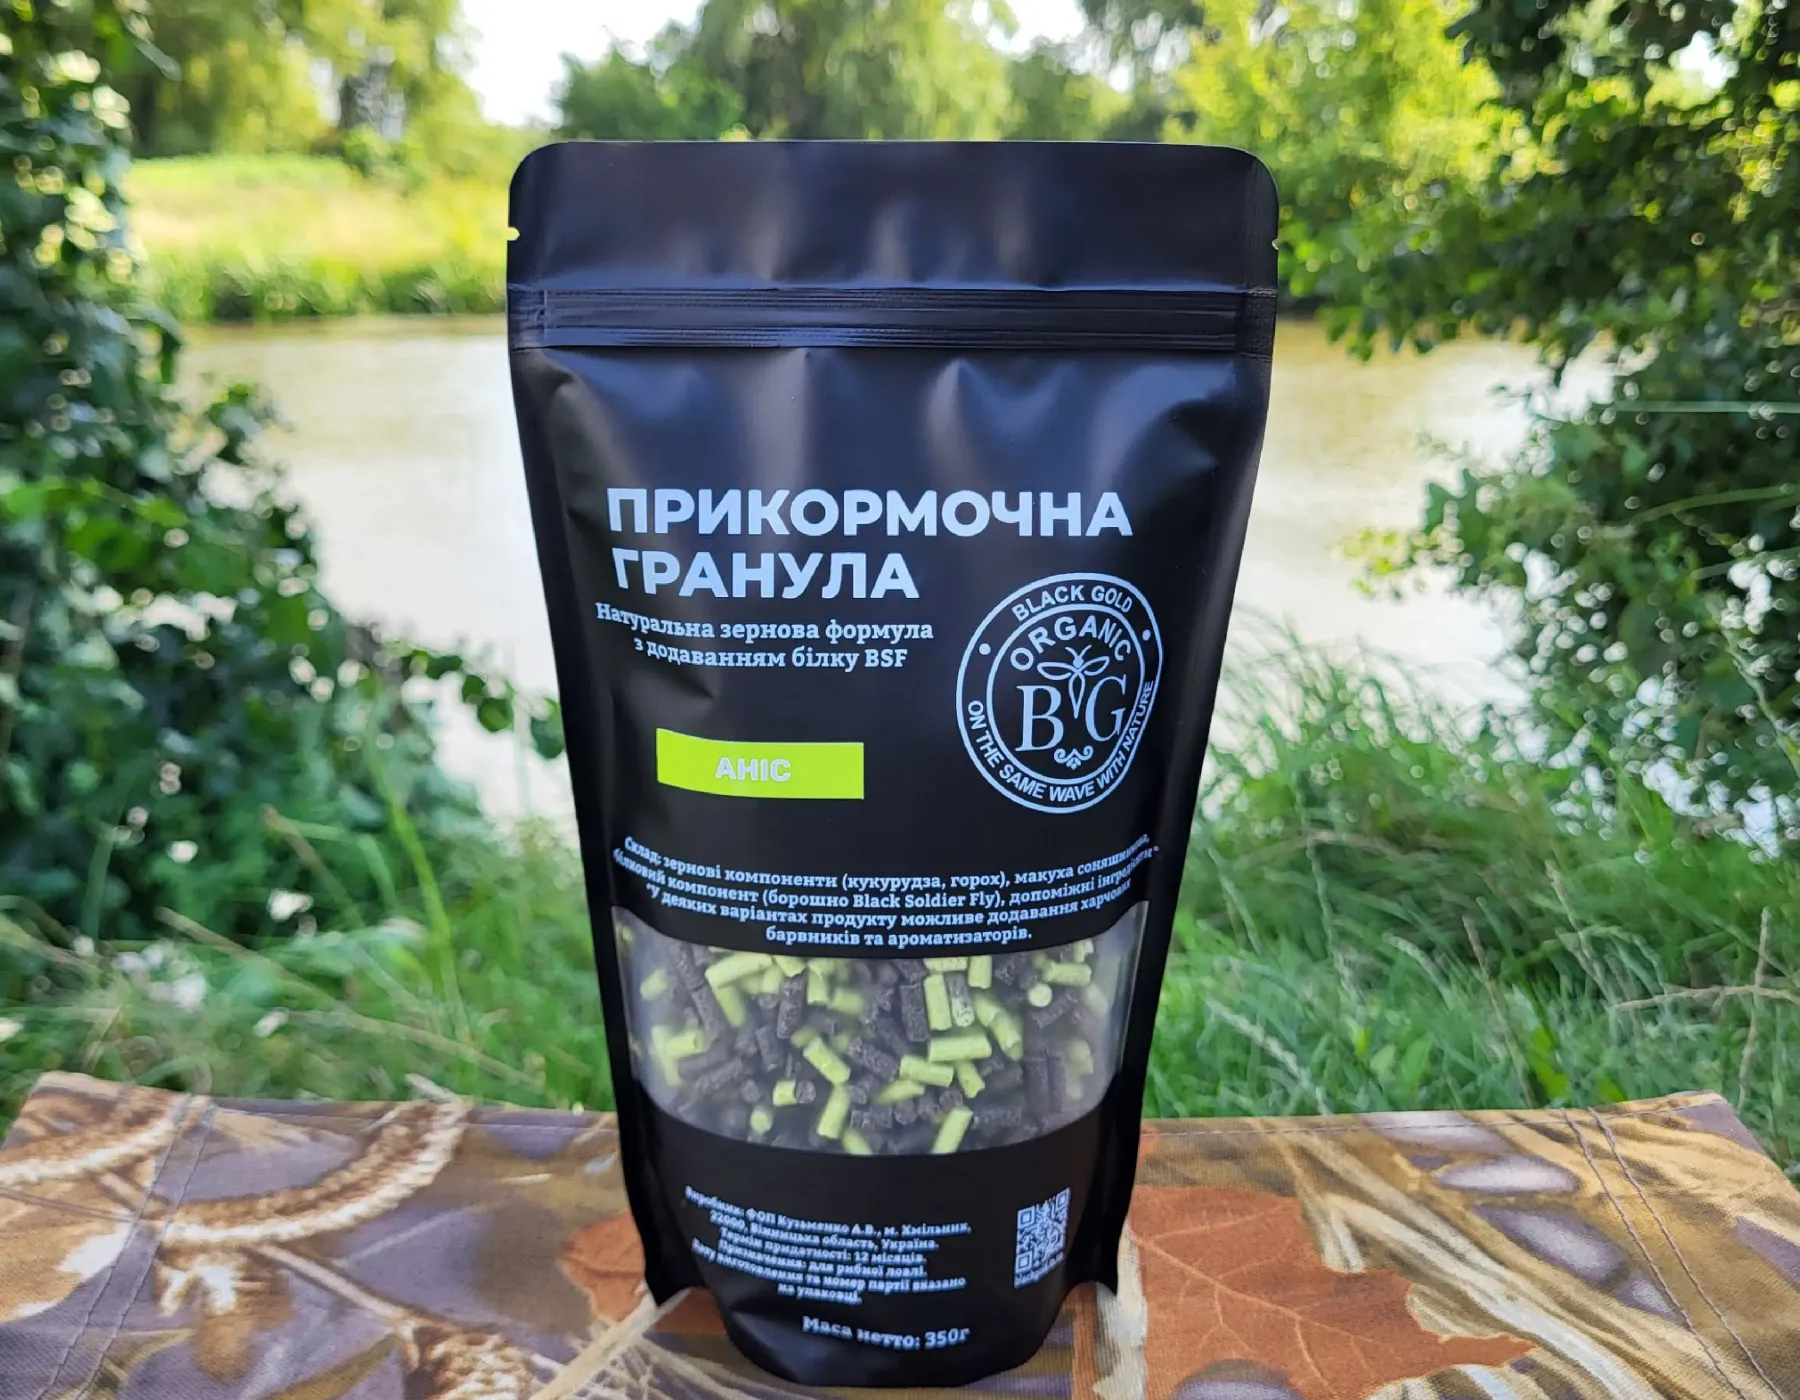 ПРИКОРМОЧНА
ГРАНУЛА
Натуральна зернова формула
з додаванням білку BSF
BLACK GOLD
ORGANIC
BG
ON THE SAME WAVE WITH NATURE
АНІС
Склад: зернові компоненти (кукурудза, горох), макуха соняшникова,
білковий компонент (борошно Black Soldier Fly), допоміжні інгредієнти*.
*У деяких варіантах продукту можливе додавання харчових
барвників та ароматизаторів.
Виробник: ФОП Кузьменко А.В., м. Хмільник,
22000, Вінницька область, Україна.
Термін придатності: 12 місяців.
Призначення: для рибної ловлі.
Дату виготовлення та номер партії вказано
на упаковці.
Маса нетто: 350г